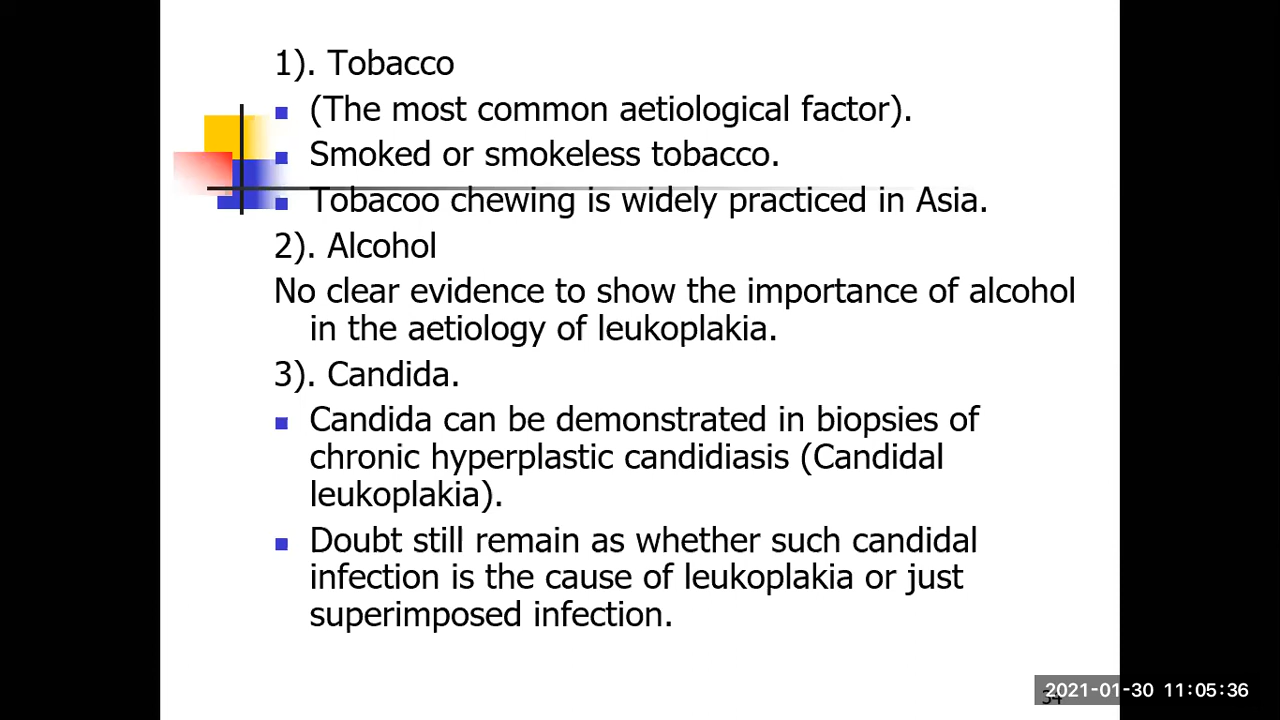 1). Tobacco
(The most common aetiological factor).
Smoked or smokeless tobacco.
Tobacoo chewing is widely practiced in Asia.
2). Alcohol
No clear evidence to show the importance of alcohol
in the aetiology of leukoplakia.
3). Candida.
Candida can be demonstrated in biopsies of
chronic hyperplastic candidiasis (Candidal
leukoplakia).
Doubt still remain as whether such candidal
infection is the cause of leukoplakia or just
superimposed infection.
2021-01-30 11:05:36
34